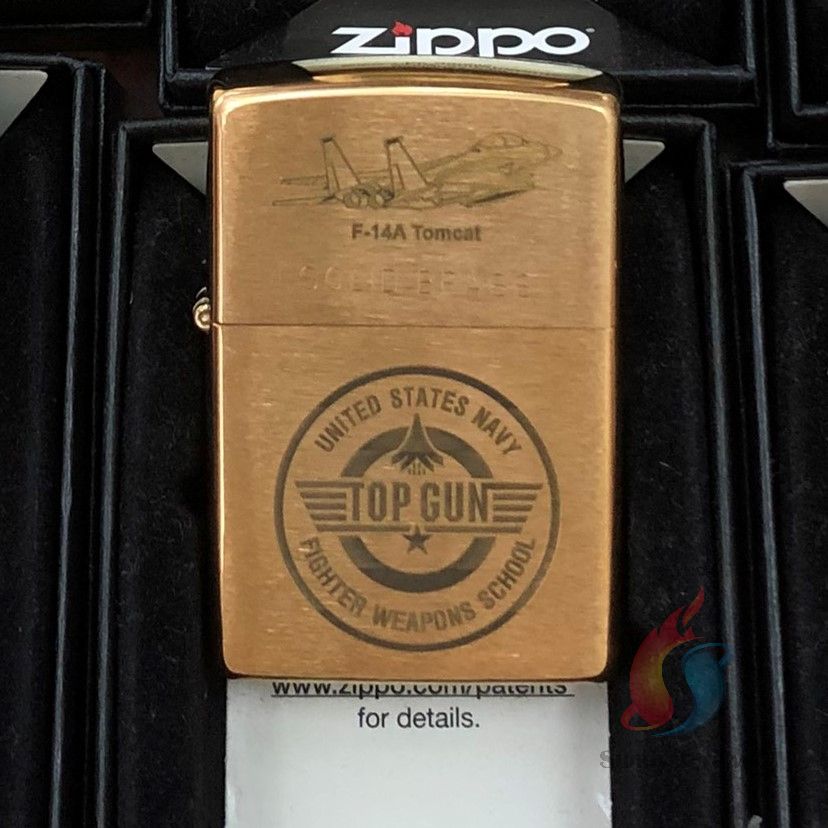 zippo
F-14A Tomcat
SOLID BRASS
UNITED STATES NAVY
TOP GUN
FIGHTER WEAPONS SCHOOL
www.zippo.com/patents
for details.